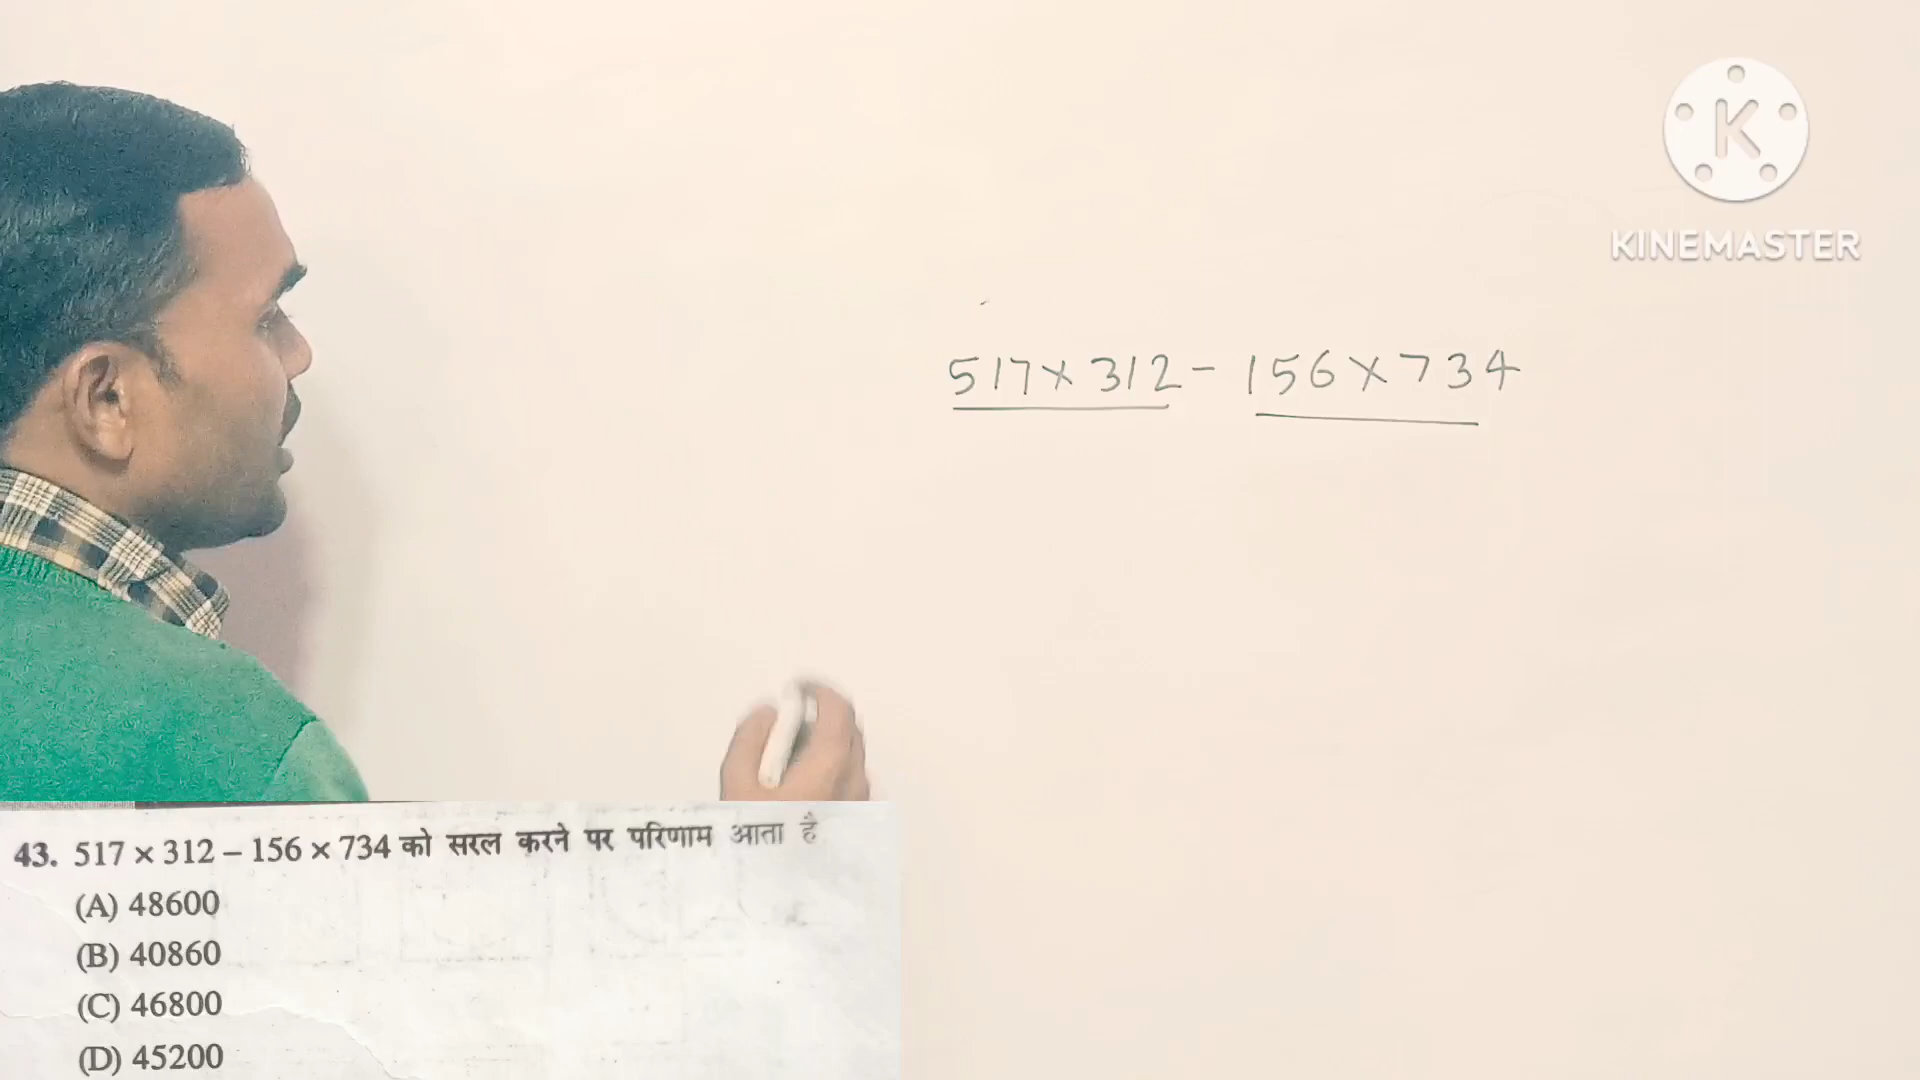 KINEMASTER
517 × 312 - 156 × 734
43. 517 × 312 – 156 × 734 को सरल करने पर परिणाम आता है
(A) 48600
(B) 40860
(C) 46800
(D) 45200